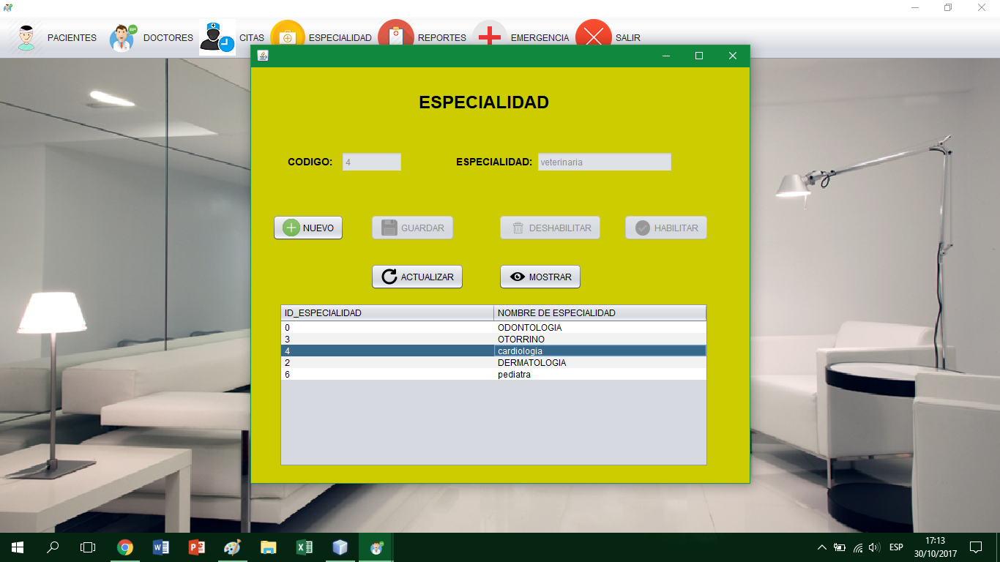 PACIENTES DOCTORES CITAS ESPECIALIDAD REPORTES EMERGENCIA SALIR
ESPECIALIDAD
CODIGO: 4 ESPECIALIDAD: veterinaria
NUEVO GUARDAR DESHABILITAR HABILITAR
ACTUALIZAR MOSTRAR
ID_ESPECIALIDAD NOMBRE DE ESPECIALIDAD
0 ODONTOLOGIA
3 OTORRINO
4 cardiologia
2 DERMATOLOGIA
6 pediatra
ESP 17:13
30/10/2017